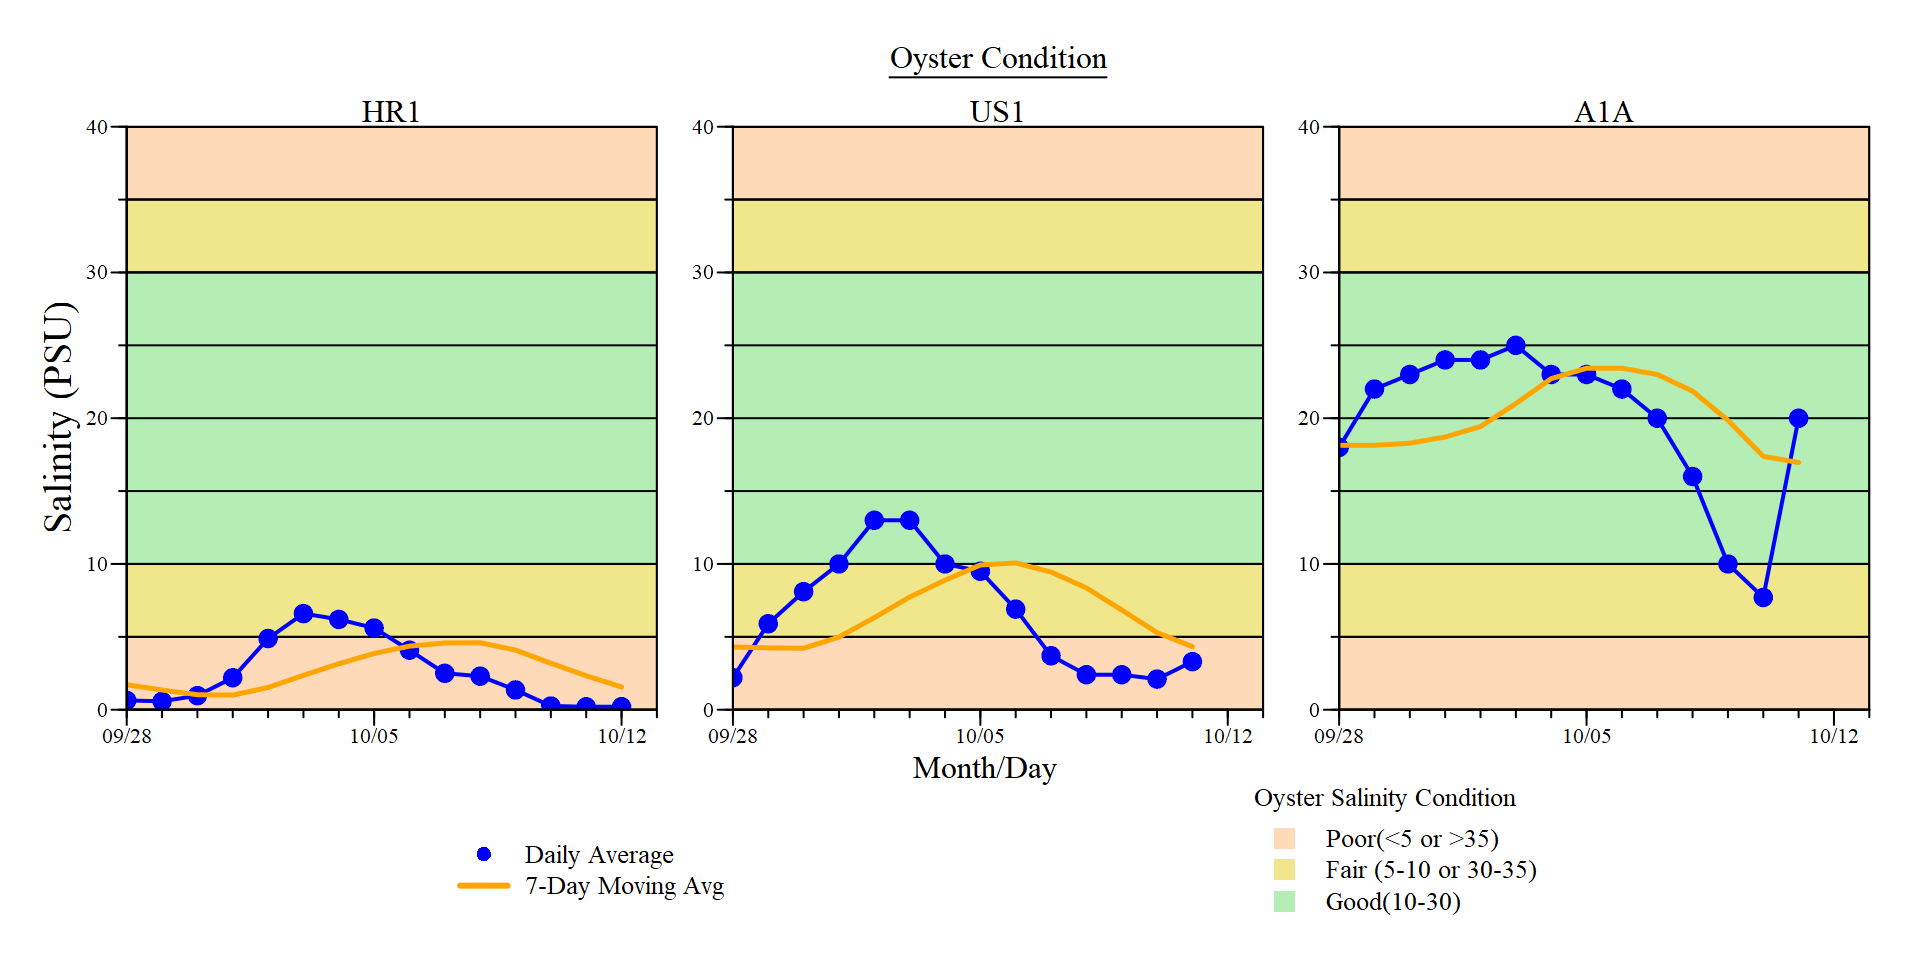 Oyster Condition
HR1
US1
A1A
Salinity (PSU)
40
30
20
10
0
09/28
10/05
10/12
40
30
20
10
0
09/28
10/05
10/12
40
30
20
10
0
09/28
10/05
10/12
Month/Day
Daily Average
7-Day Moving Avg
Oyster Salinity Condition
Poor(<5 or >35)
Fair (5-10 or 30-35)
Good(10-30)